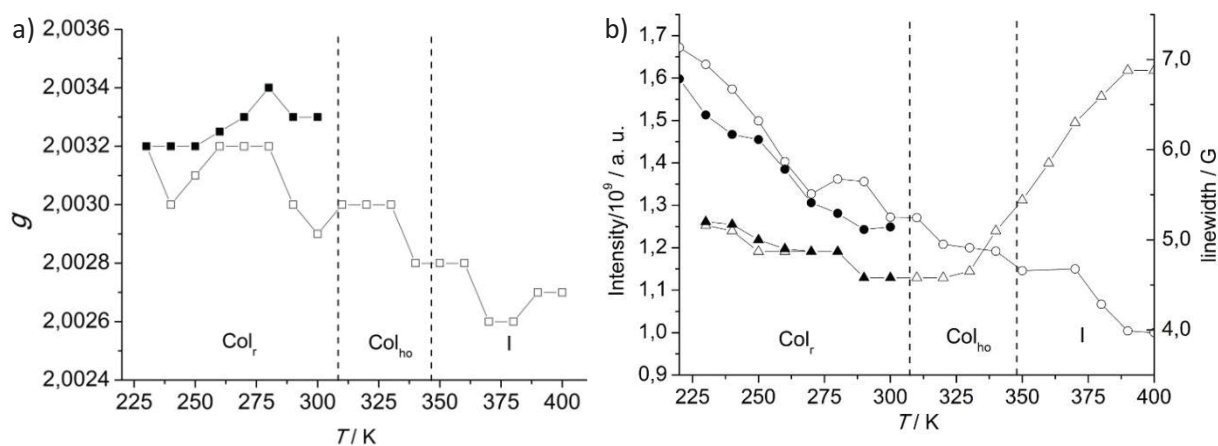 a)
2,0036
2,0034
2,0032
2,0030
2,0028
2,0026
2,0024
g
Col_r
Col_ho
I
225 250 275 300 325 350 375 400
T / K
b)
1,7
1,6
1,5
1,4
1,3
1,2
1,1
1,0
0,9
Intensity/10⁹ / a. u.
7,0
6,0
5,0
4,0
linewidth / G
Col_r
Col_ho
I
225 250 275 300 325 350 375 400
T / K